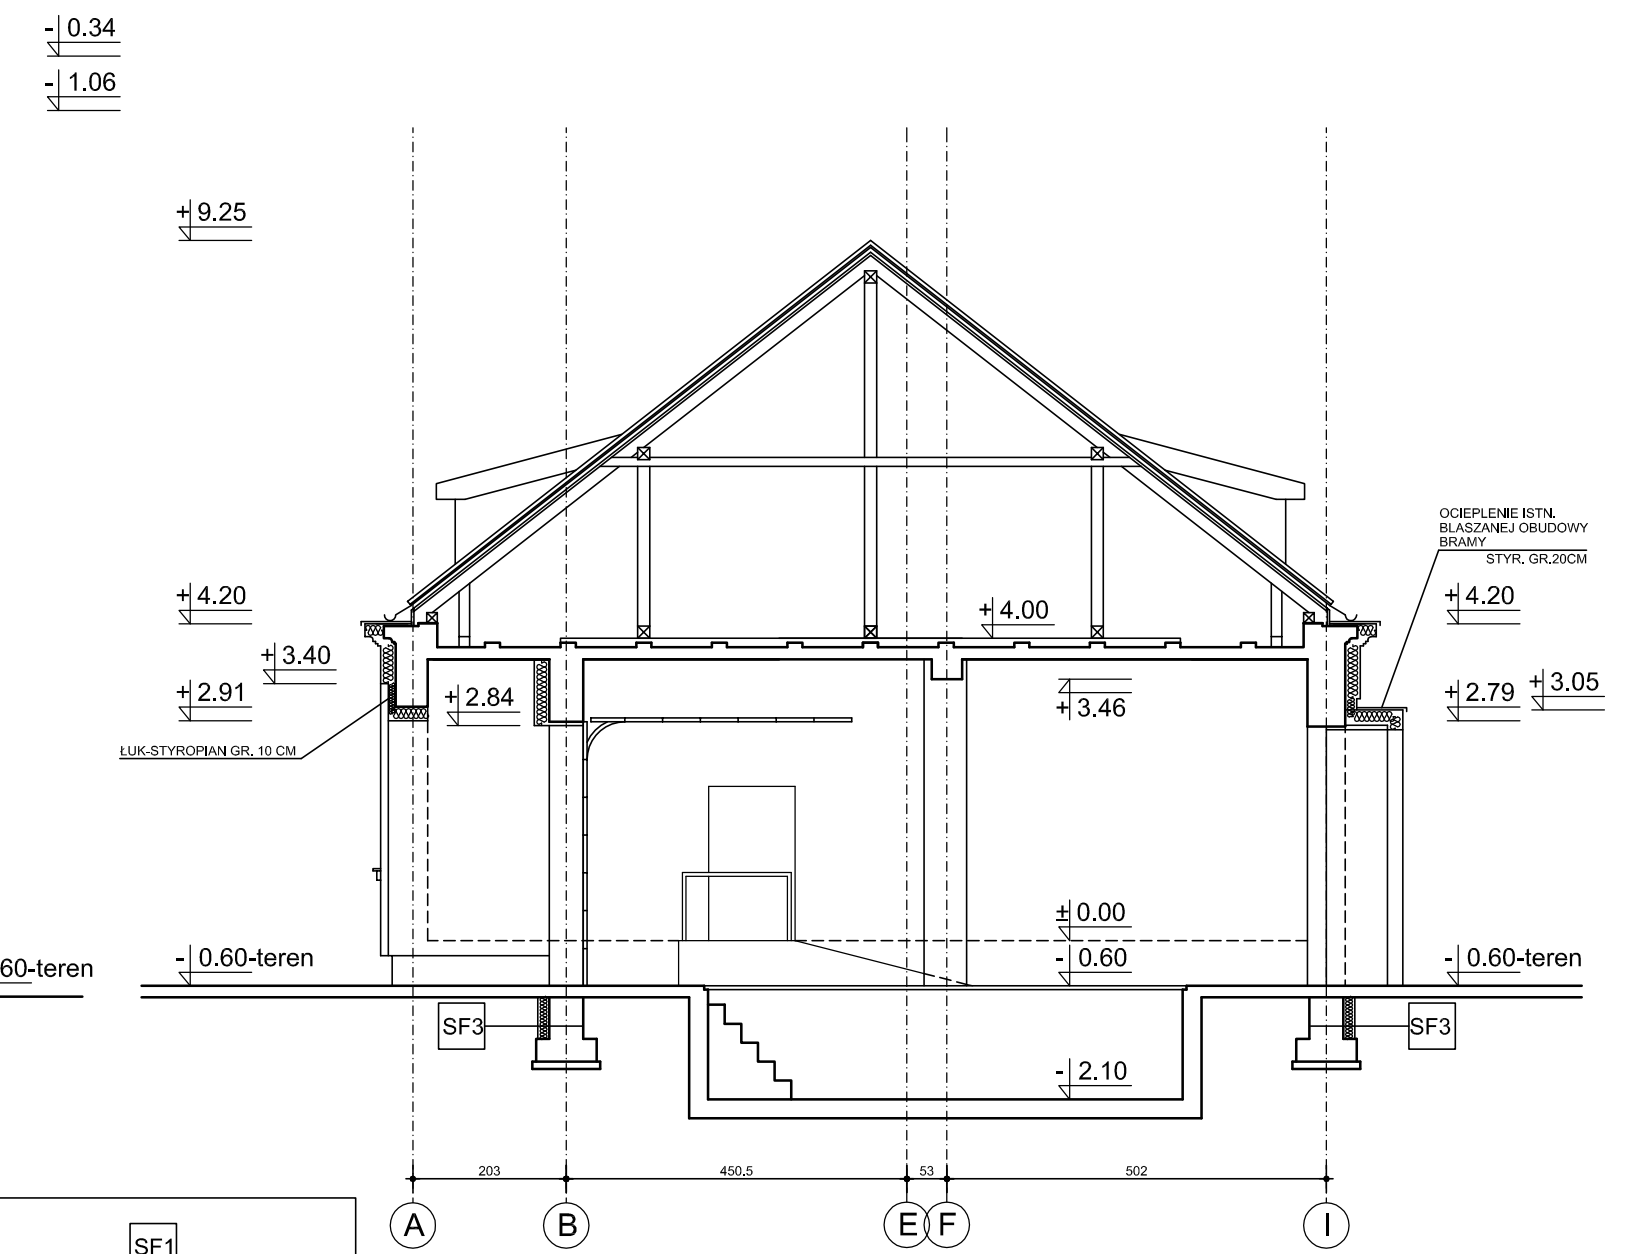 - 0.34
- 1.06
+ 9.25
OCIEPLENIE ISTN.
BLASZANEJ OBUDOWY
BRAMY
STYR. GR.20CM
+ 4.20
+ 4.00
+ 4.20
+ 3.40
+ 2.91
+ 2.84
+ 3.46
+ 2.79
+ 3.05
ŁUK-STYROPIAN GR. 10 CM
± 0.00
60-teren
- 0.60-teren
- 0.60
- 0.60-teren
SF3
SF3
- 2.10
203
450.5
53
502
A
B
E
F
I
SF1